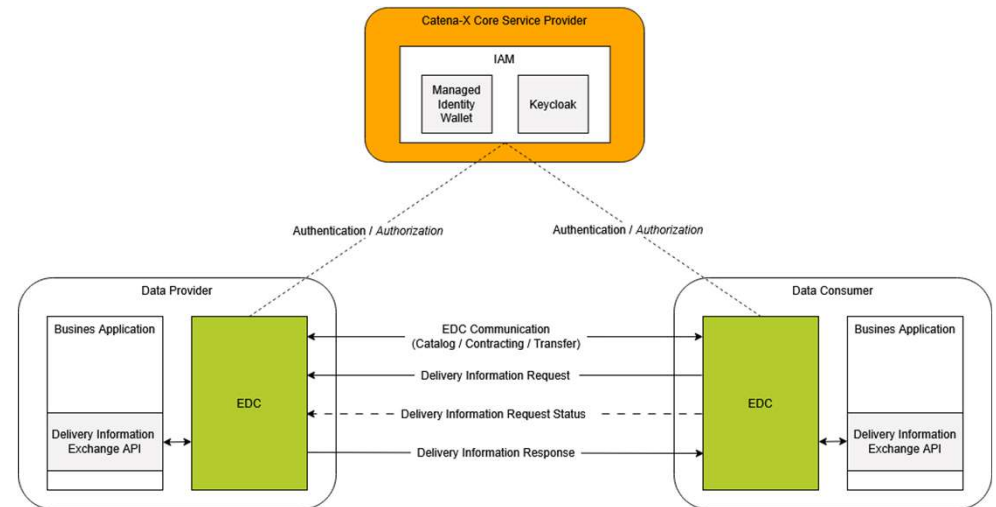 Catena-X Core Service Provider
IAM
Managed
Identity
Wallet
Keycloak
Authentication / Authorization
Authentication / Authorization
Data Provider
Busines Application
EDC
Delivery Information
Exchange API
EDC Communication
(Catalog / Contracting / Transfer)
Delivery Information Request
Delivery Information Request Status
Delivery Information Response
Data Consumer
EDC
Busines Application
Delivery Information
Exchange API